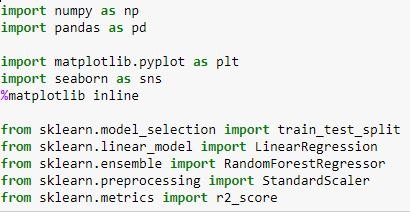 import numpy as np
import pandas as pd
import matplotlib.pyplot as plt
import seaborn as sns
%matplotlib inline
from sklearn.model_selection import train_test_split
from sklearn.linear_model import LinearRegression
from sklearn.ensemble import RandomForestRegressor
from sklearn.preprocessing import StandardScaler
from sklearn.metrics import r2_score